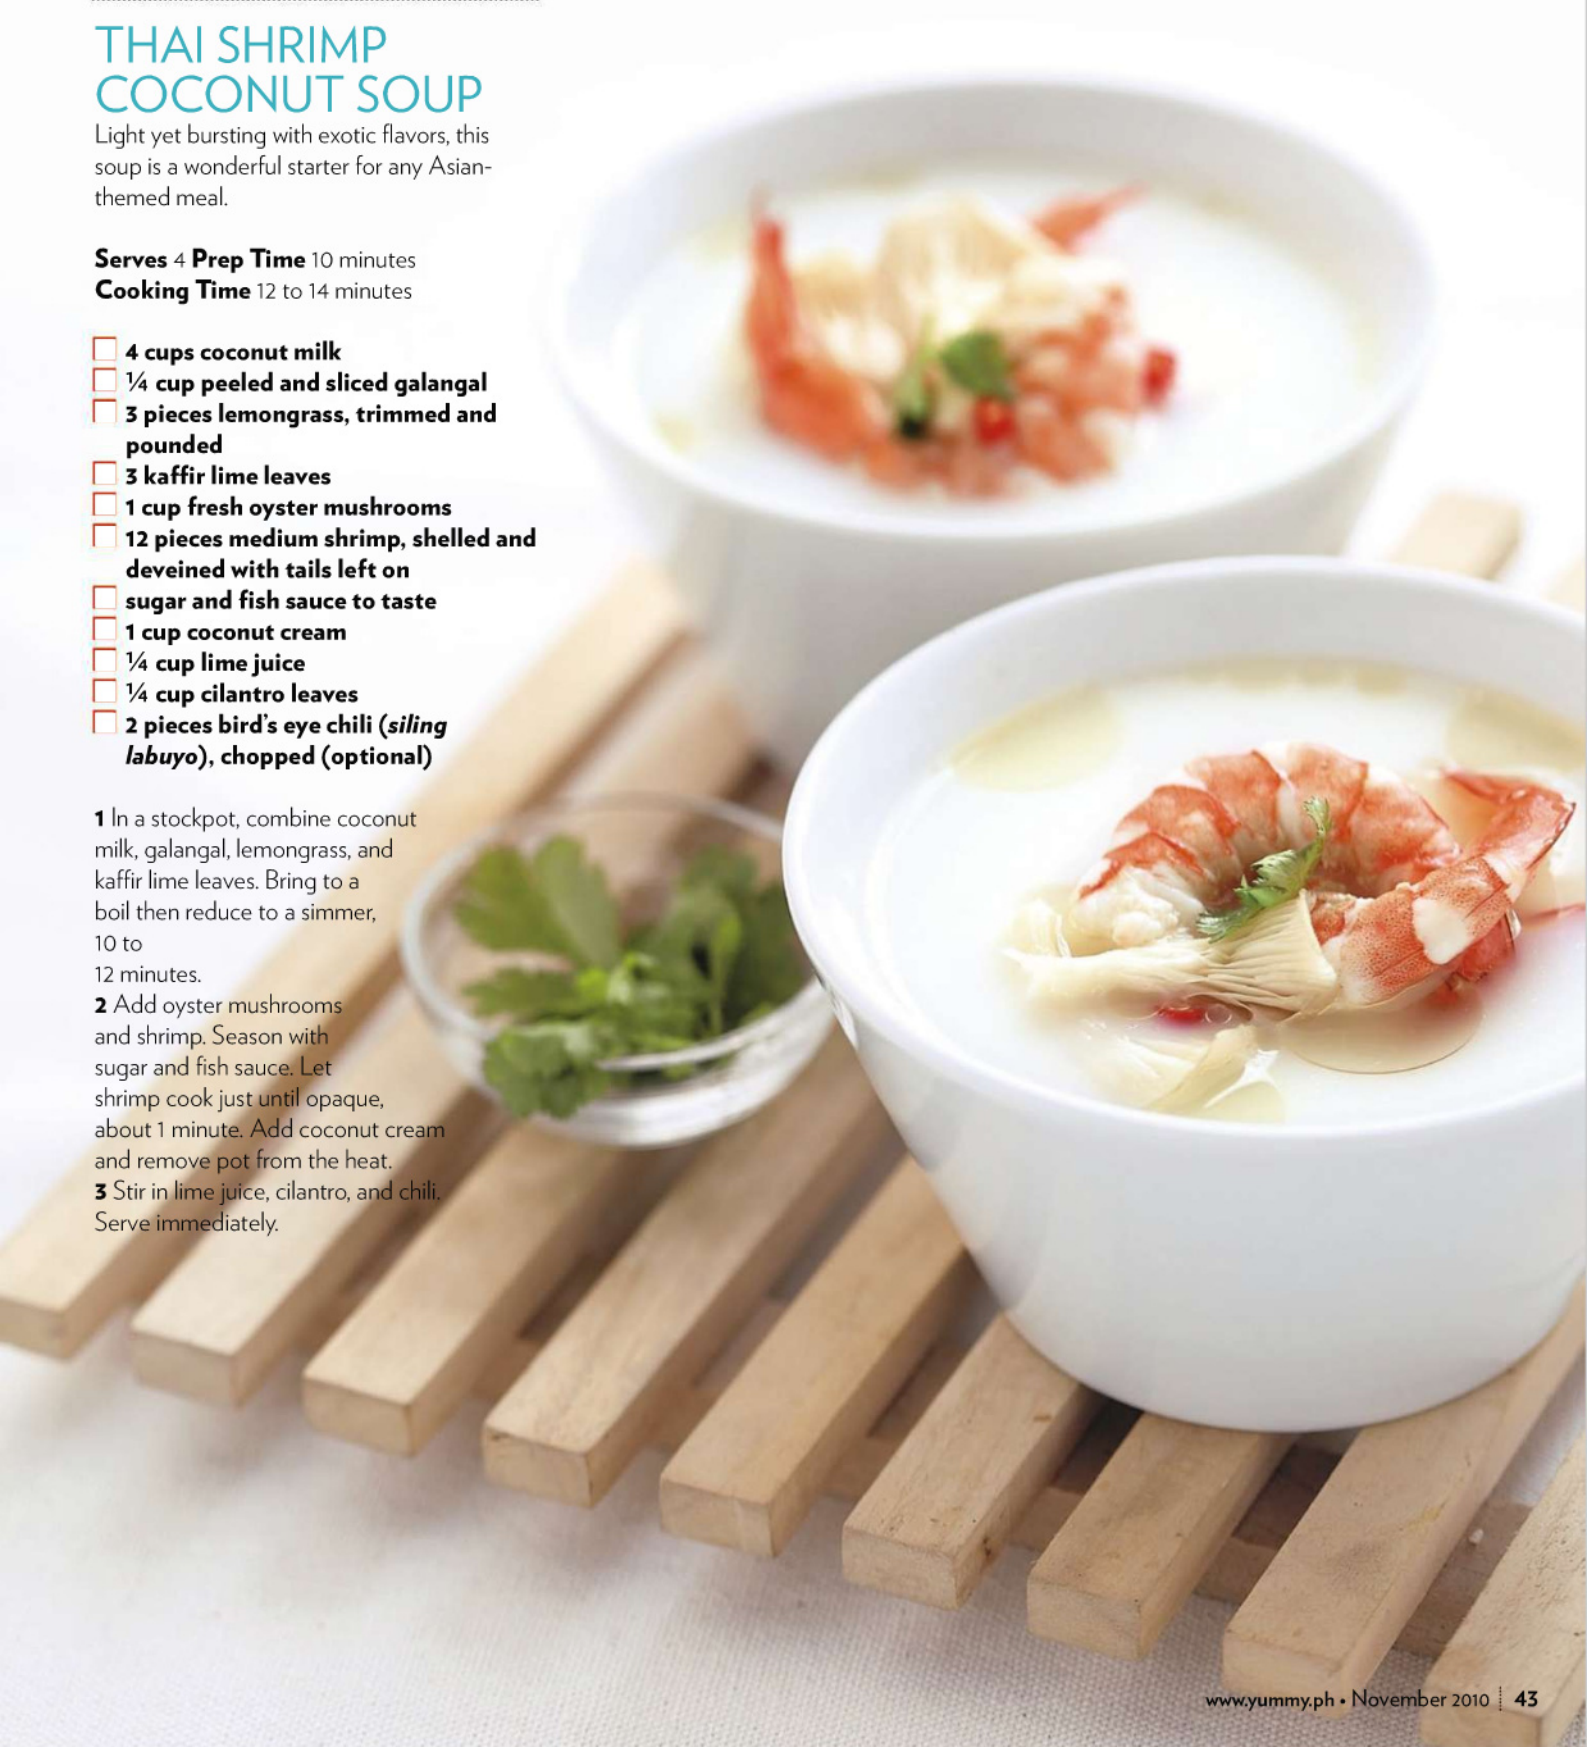 THAI SHRIMP
COCONUT SOUP
Light yet bursting with exotic flavors, this
soup is a wonderful starter for any Asian-
themed meal.
Serves 4 Prep Time 10 minutes
Cooking Time 12 to 14 minutes
4 cups coconut milk
¼ cup peeled and sliced galangal
3 pieces lemongrass, trimmed and
pounded
3 kaffir lime leaves
1 cup fresh oyster mushrooms
12 pieces medium shrimp, shelled and
deveined with tails left on
sugar and fish sauce to taste
1 cup coconut cream
¼ cup lime juice
¼ cup cilantro leaves
2 pieces bird's eye chili (siling
labuyo), chopped (optional)
1 In a stockpot, combine coconut
milk, galangal, lemongrass, and
kaffir lime leaves. Bring to a
boil then reduce to a simmer,
10 to
12 minutes.
2 Add oyster mushrooms
and shrimp. Season with
sugar and fish sauce. Let
shrimp cook just until opaque,
about 1 minute. Add coconut cream
and remove pot from the heat.
3 Stir in lime juice, cilantro, and chili.
Serve immediately.
www.yummy.ph • November 2010 43